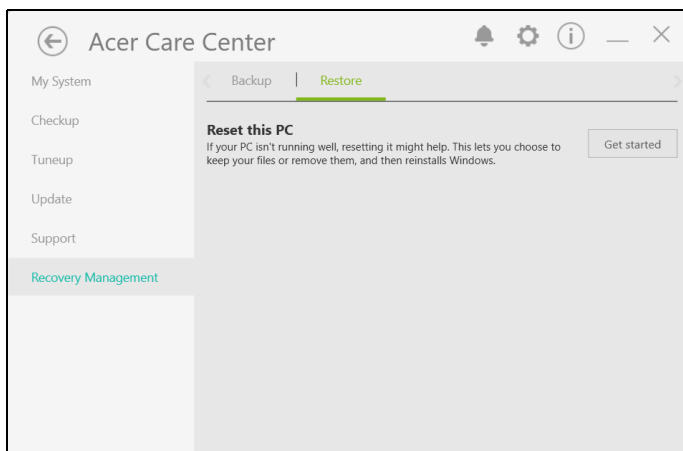 Acer Care Center
My System
Checkup
Tuneup
Update
Support
Recovery Management
Backup | Restore
Reset this PC
If your PC isn't running well, resetting it might help. This lets you choose to
keep your files or remove them, and then reinstalls Windows.
Get started